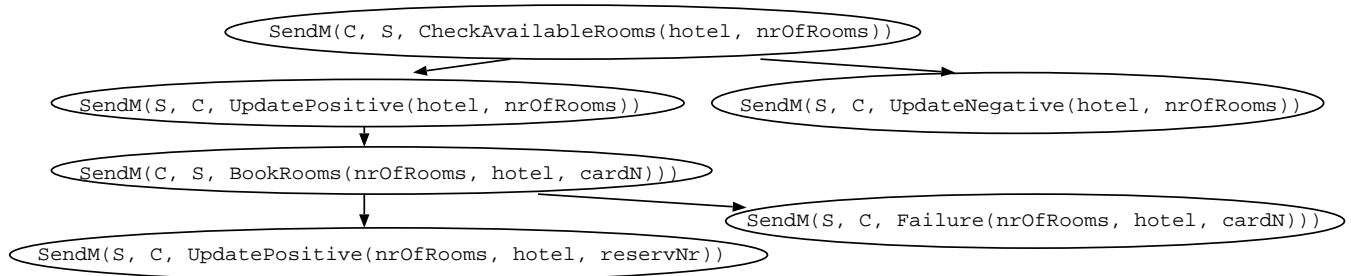 SendM(C, S, CheckAvailableRooms(hotel, nrOfRooms))
SendM(S, C, UpdatePositive(hotel, nrOfRooms))
SendM(S, C, UpdateNegative(hotel, nrOfRooms))
SendM(C, S, BookRooms(nrOfRooms, hotel, cardN)))
SendM(S, C, Failure(nrOfRooms, hotel, cardN)))
SendM(S, C, UpdatePositive(nrOfRooms, hotel, reservNr))